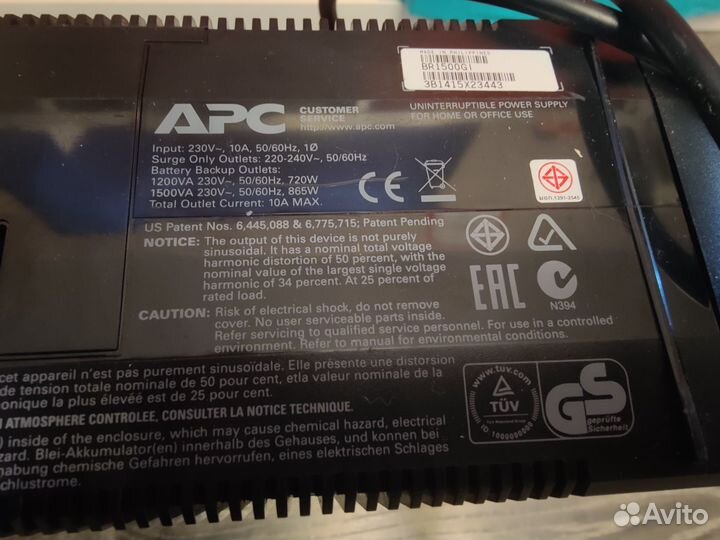 MADE IN PHILIPPINES
BR1500GI
3B1415X23443
APC CUSTOMER
SERVICE
http://www.apc.com
UNINTERRUPTIBLE POWER SUPPLY
FOR HOME OR OFFICE USE
Input: 230V~, 10A, 50/60Hz, 1Ø
Surge Only Outlets: 220-240V~, 50/60Hz
Battery Backup Outlets:
1200VA 230V~, 50/60Hz, 720W
1500VA 230V~, 50/60Hz, 865W
Total Outlet Current: 10A MAX.
CE
US Patent Nos. 6,445,088 & 6,775,715; Patent Pending
NOTICE: The output of this device is not purely
sinusoidal. It has a nominal total voltage
harmonic distortion of 50 percent, with the
nominal value of the largest single voltage
harmonic of 34 percent. At 25 percent of
rated load.
EAC
N394
CAUTION: Risk of electrical shock, do not remove
cover. No user serviceable parts inside.
Refer servicing to qualified service personnel. For use in a controlled
environment. Refer to manual for environmental conditions.
cet appareil n'est pas purement sinusoïdale. Elle présente une distorsion
de tension totale nominale de 50 pour cent, etla valeur nominale de la
onique la plus élevéé est de 25 pour cent
N ATMOSPHERE CONTROLEE, CONSULTER LA NOTICE TECHNIQUE.
) inside of the enclosure, which may cause chemical hazard, electrical
zard. Blei-Akkumulator(en) innerhalb des Gehauses, und konnen bei
habung chemische Gefahren hervorrufen, eines elektrischen Schlages
chlustrome.
www.tuv.com
TÜV
ID 1000000000
GS
geprüfte
Sicherheit
Avito